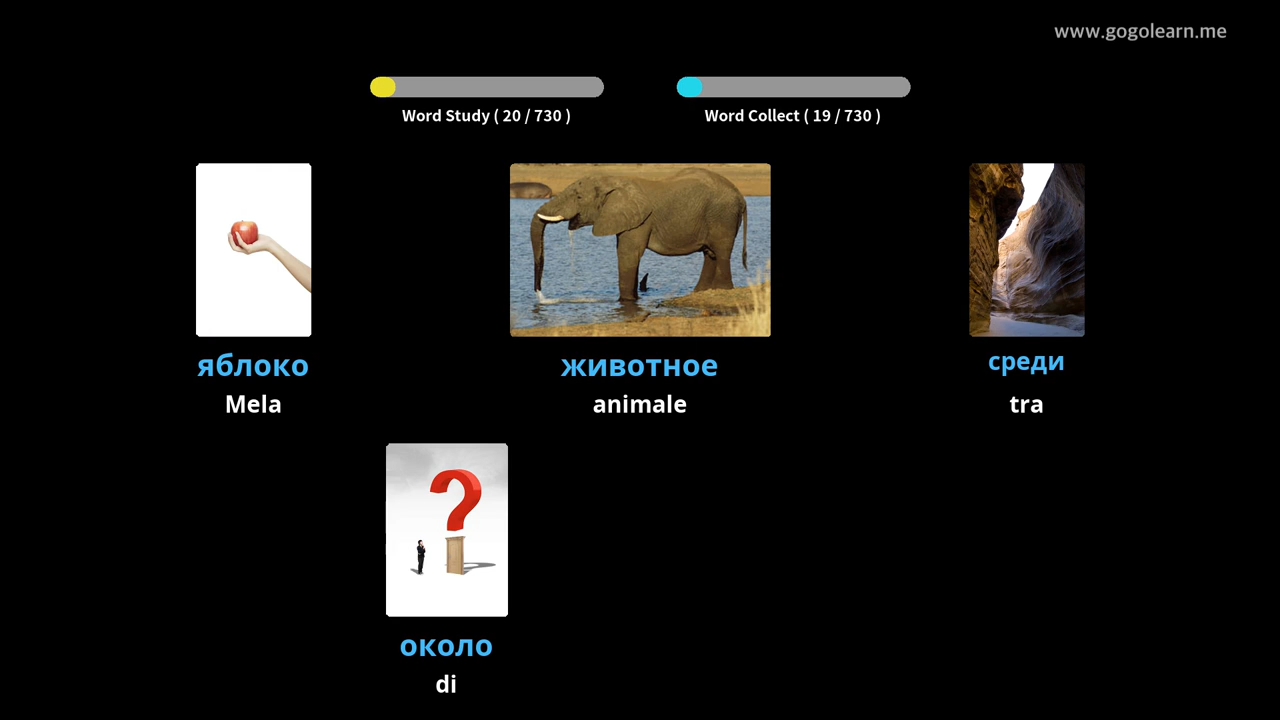 www.gogolearn.me
Word Study ( 20 / 730 )
Word Collect ( 19 / 730 )
яблоко
Mela
животное
animale
среди
tra
около
di